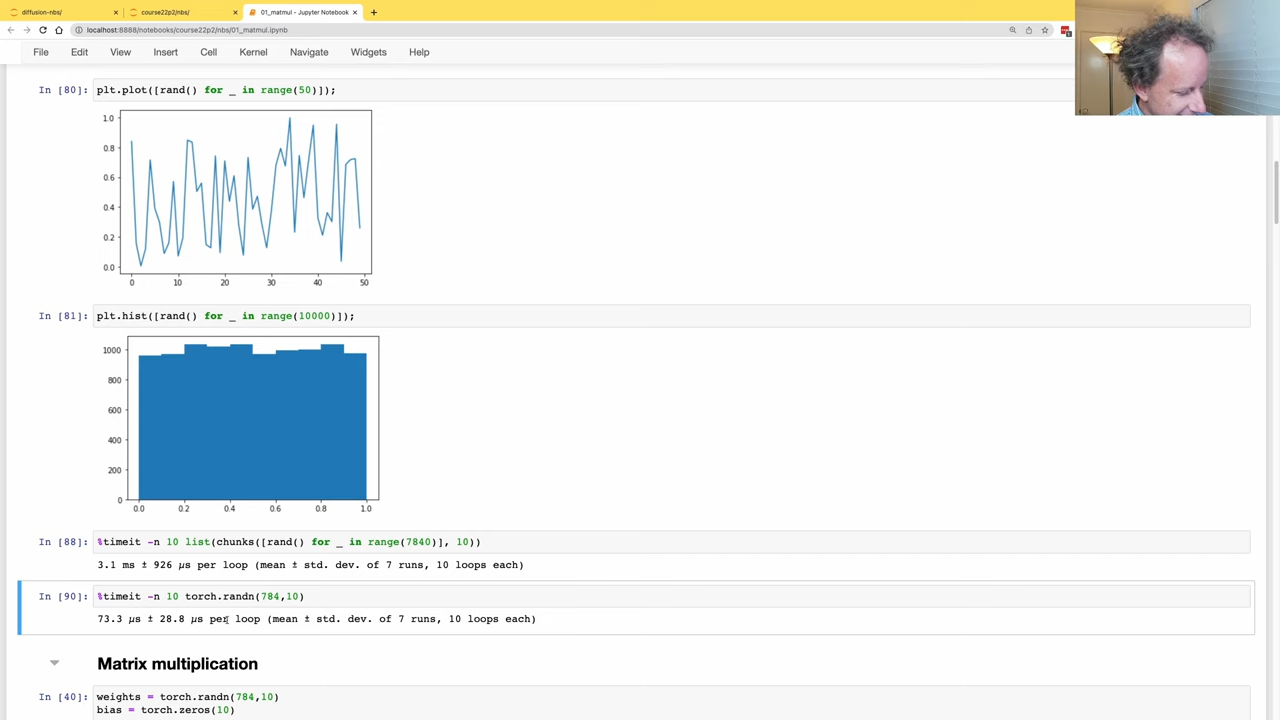 diffusion-nbs/
course22p2/nbs/
01_matmul - Jupyter Notebook
localhost:8888/notebooks/course22p2/nbs/01_matmul.ipynb
File Edit View Insert Cell Kernel Navigate Widgets Help
In [80]: plt.plot([rand() for _ in range(50)]);
1.0
0.8
0.6
0.4
0.2
0.0
0 10 20 30 40 50
In [81]: plt.hist([rand() for _ in range(10000)]);
1000
800
600
400
200
0
0.0 0.2 0.4 0.6 0.8 1.0
In [88]: %timeit -n 10 list(chunks([rand() for _ in range(7840)], 10))
3.1 ms ± 926 µs per loop (mean ± std. dev. of 7 runs, 10 loops each)
In [90]: %timeit -n 10 torch.randn(784,10)
73.3 µs ± 28.8 µs per loop (mean ± std. dev. of 7 runs, 10 loops each)
Matrix multiplication
In [40]: weights = torch.randn(784,10)
bias = torch.zeros(10)